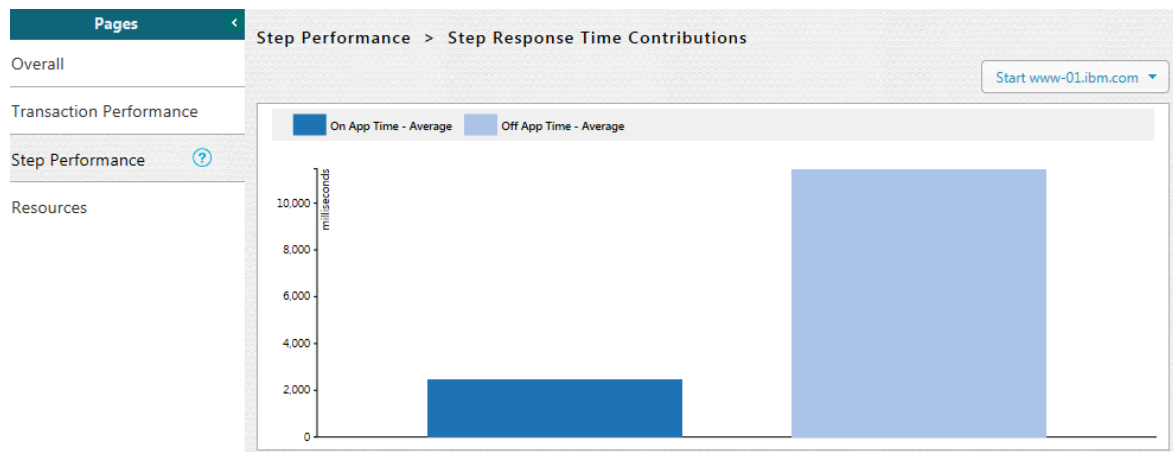 Pages
Overall
Transaction Performance
Step Performance
Resources
Step Performance > Step Response Time Contributions
Start www-01.ibm.com
On App Time - Average
Off App Time - Average
milliseconds
10,000
8,000
6,000
4,000
2,000
0